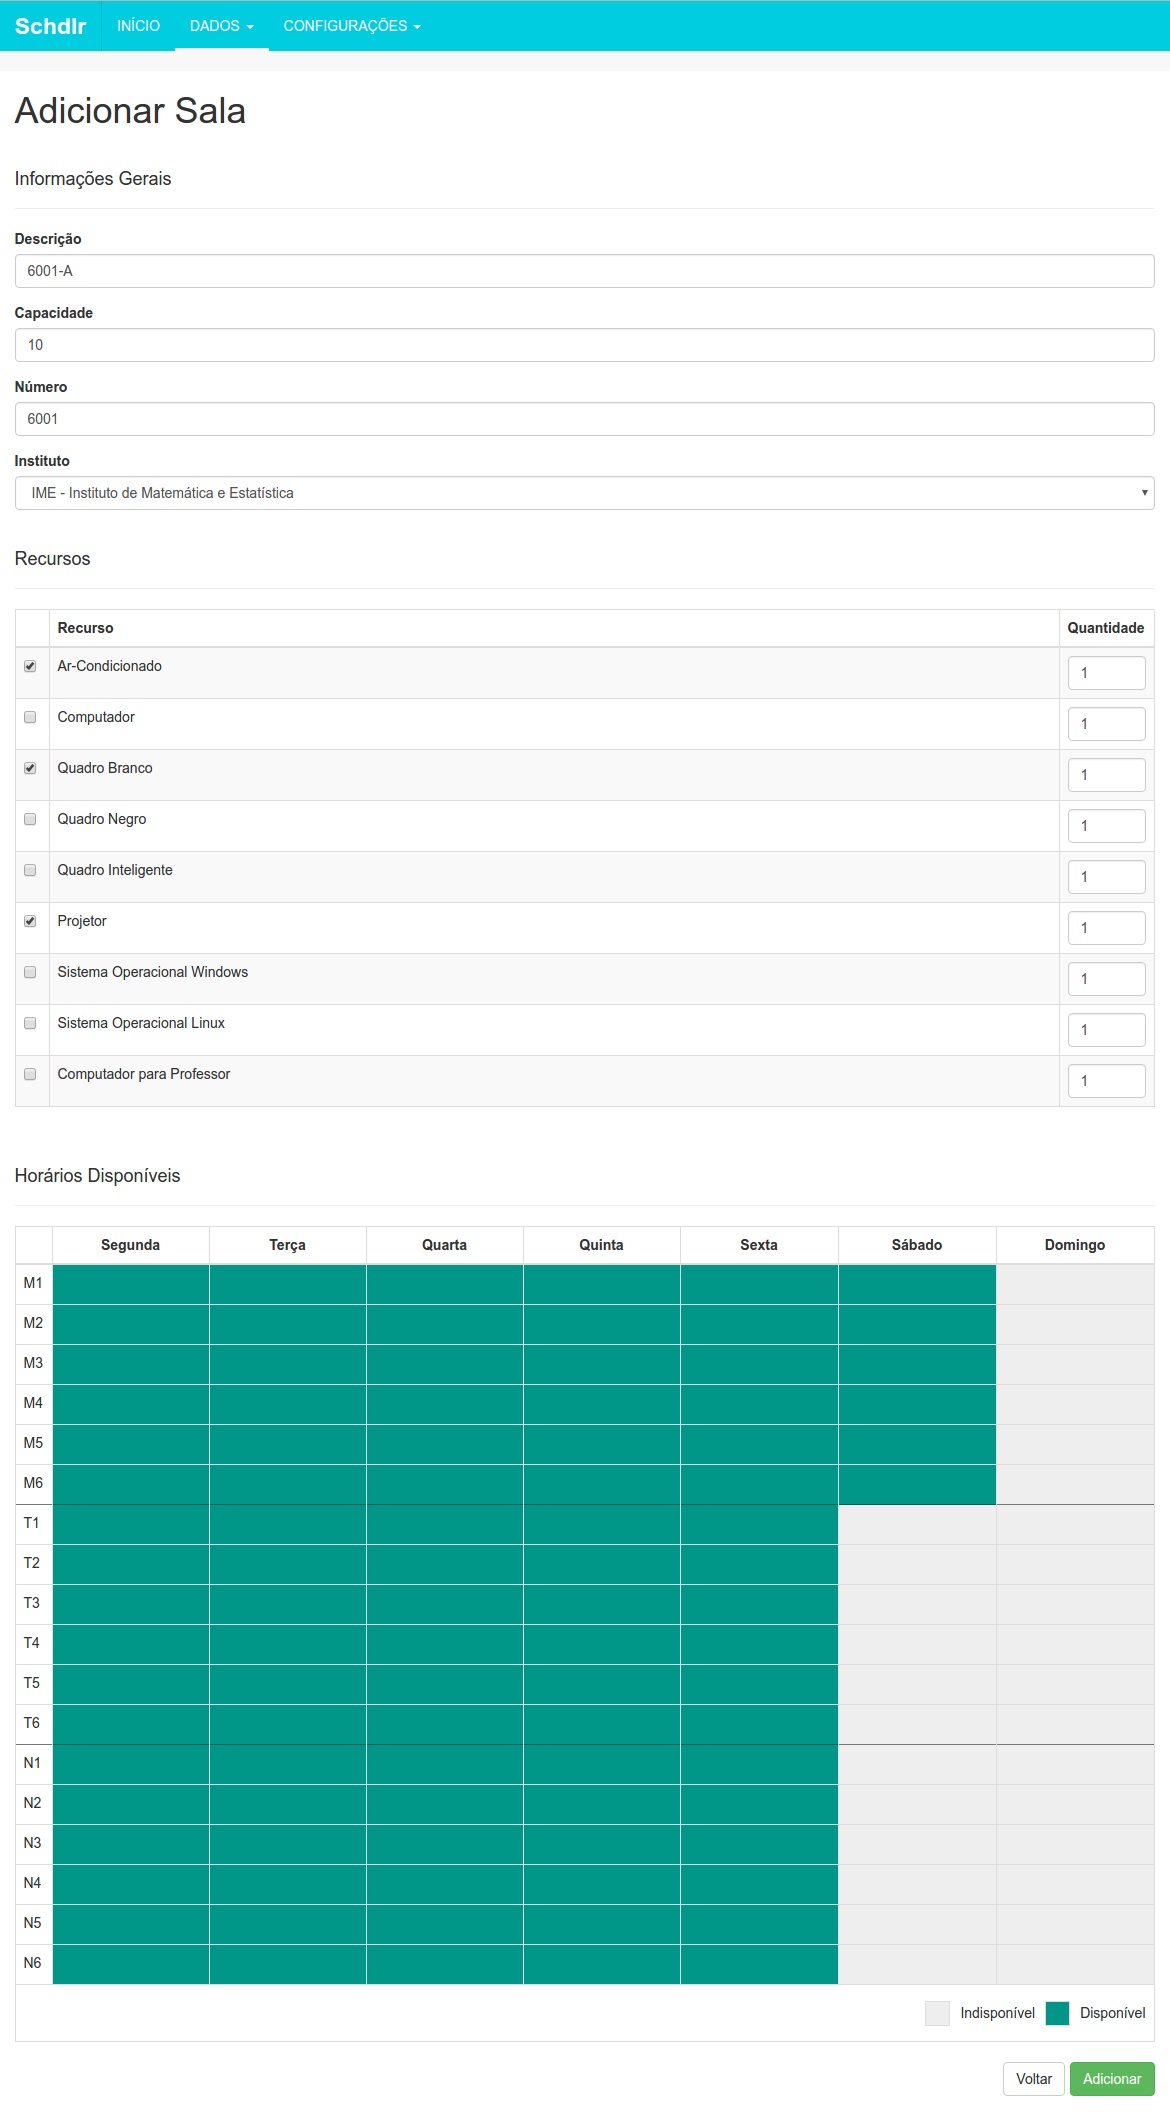 Schdlr INÍCIO DADOS CONFIGURAÇÕES
Adicionar Sala
Informações Gerais
Descrição
6001-A
Capacidade
10
Número
6001
Instituto
IME - Instituto de Matemática e Estatística
Recursos
Recurso Quantidade
Ar-Condicionado 1
Computador 1
Quadro Branco 1
Quadro Negro 1
Quadro Inteligente 1
Projetor 1
Sistema Operacional Windows 1
Sistema Operacional Linux 1
Computador para Professor 1
Horários Disponíveis
Segunda Terça Quarta Quinta Sexta Sábado Domingo
M1
M2
M3
M4
M5
M6
T1
T2
T3
T4
T5
T6
N1
N2
N3
N4
N5
N6
Indisponível Disponível
Voltar Adicionar